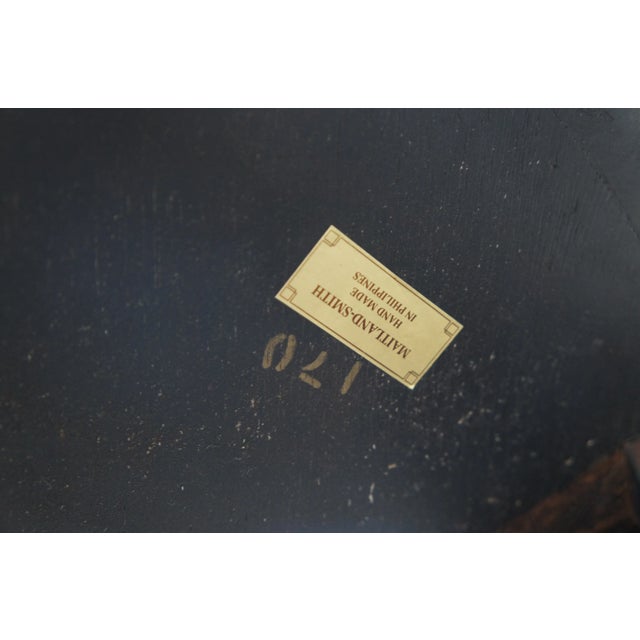 MAITLAND-SMITH
HAND MADE
IN PHILIPPINES
170